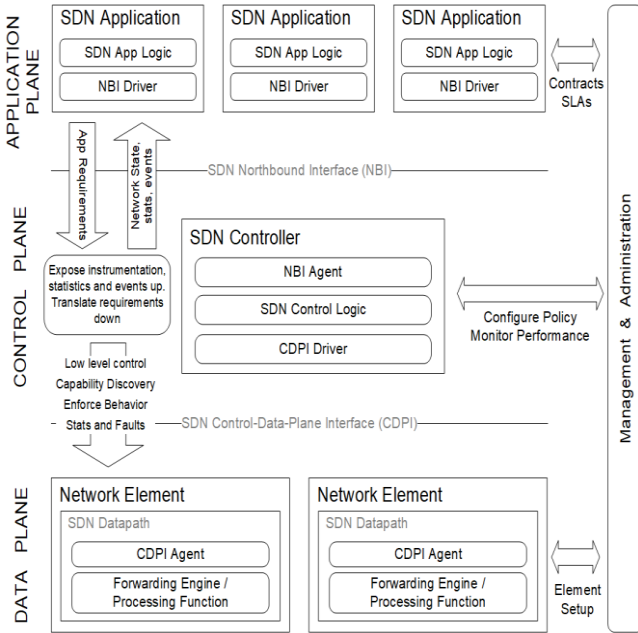 APPLICATION
PLANE
SDN Application
SDN App Logic
NBI Driver
SDN Application
SDN App Logic
NBI Driver
SDN Application
SDN App Logic
NBI Driver
Contracts
SLAs
App Requirements
Network State,
stats, events
SDN Northbound Interface (NBI)
CONTROL PLANE
Expose instrumentation,
statistics and events up.
Translate requirements
down
SDN Controller
NBI Agent
SDN Control Logic
CDPI Driver
Configure Policy
Monitor Performance
Management & Administration
Low level control
Capability Discovery
Enforce Behavior
Stats and Faults
SDN Control-Data-Plane Interface (CDPI)
DATA PLANE
Network Element
SDN Datapath
CDPI Agent
Forwarding Engine /
Processing Function
Network Element
SDN Datapath
CDPI Agent
Forwarding Engine /
Processing Function
Element
Setup